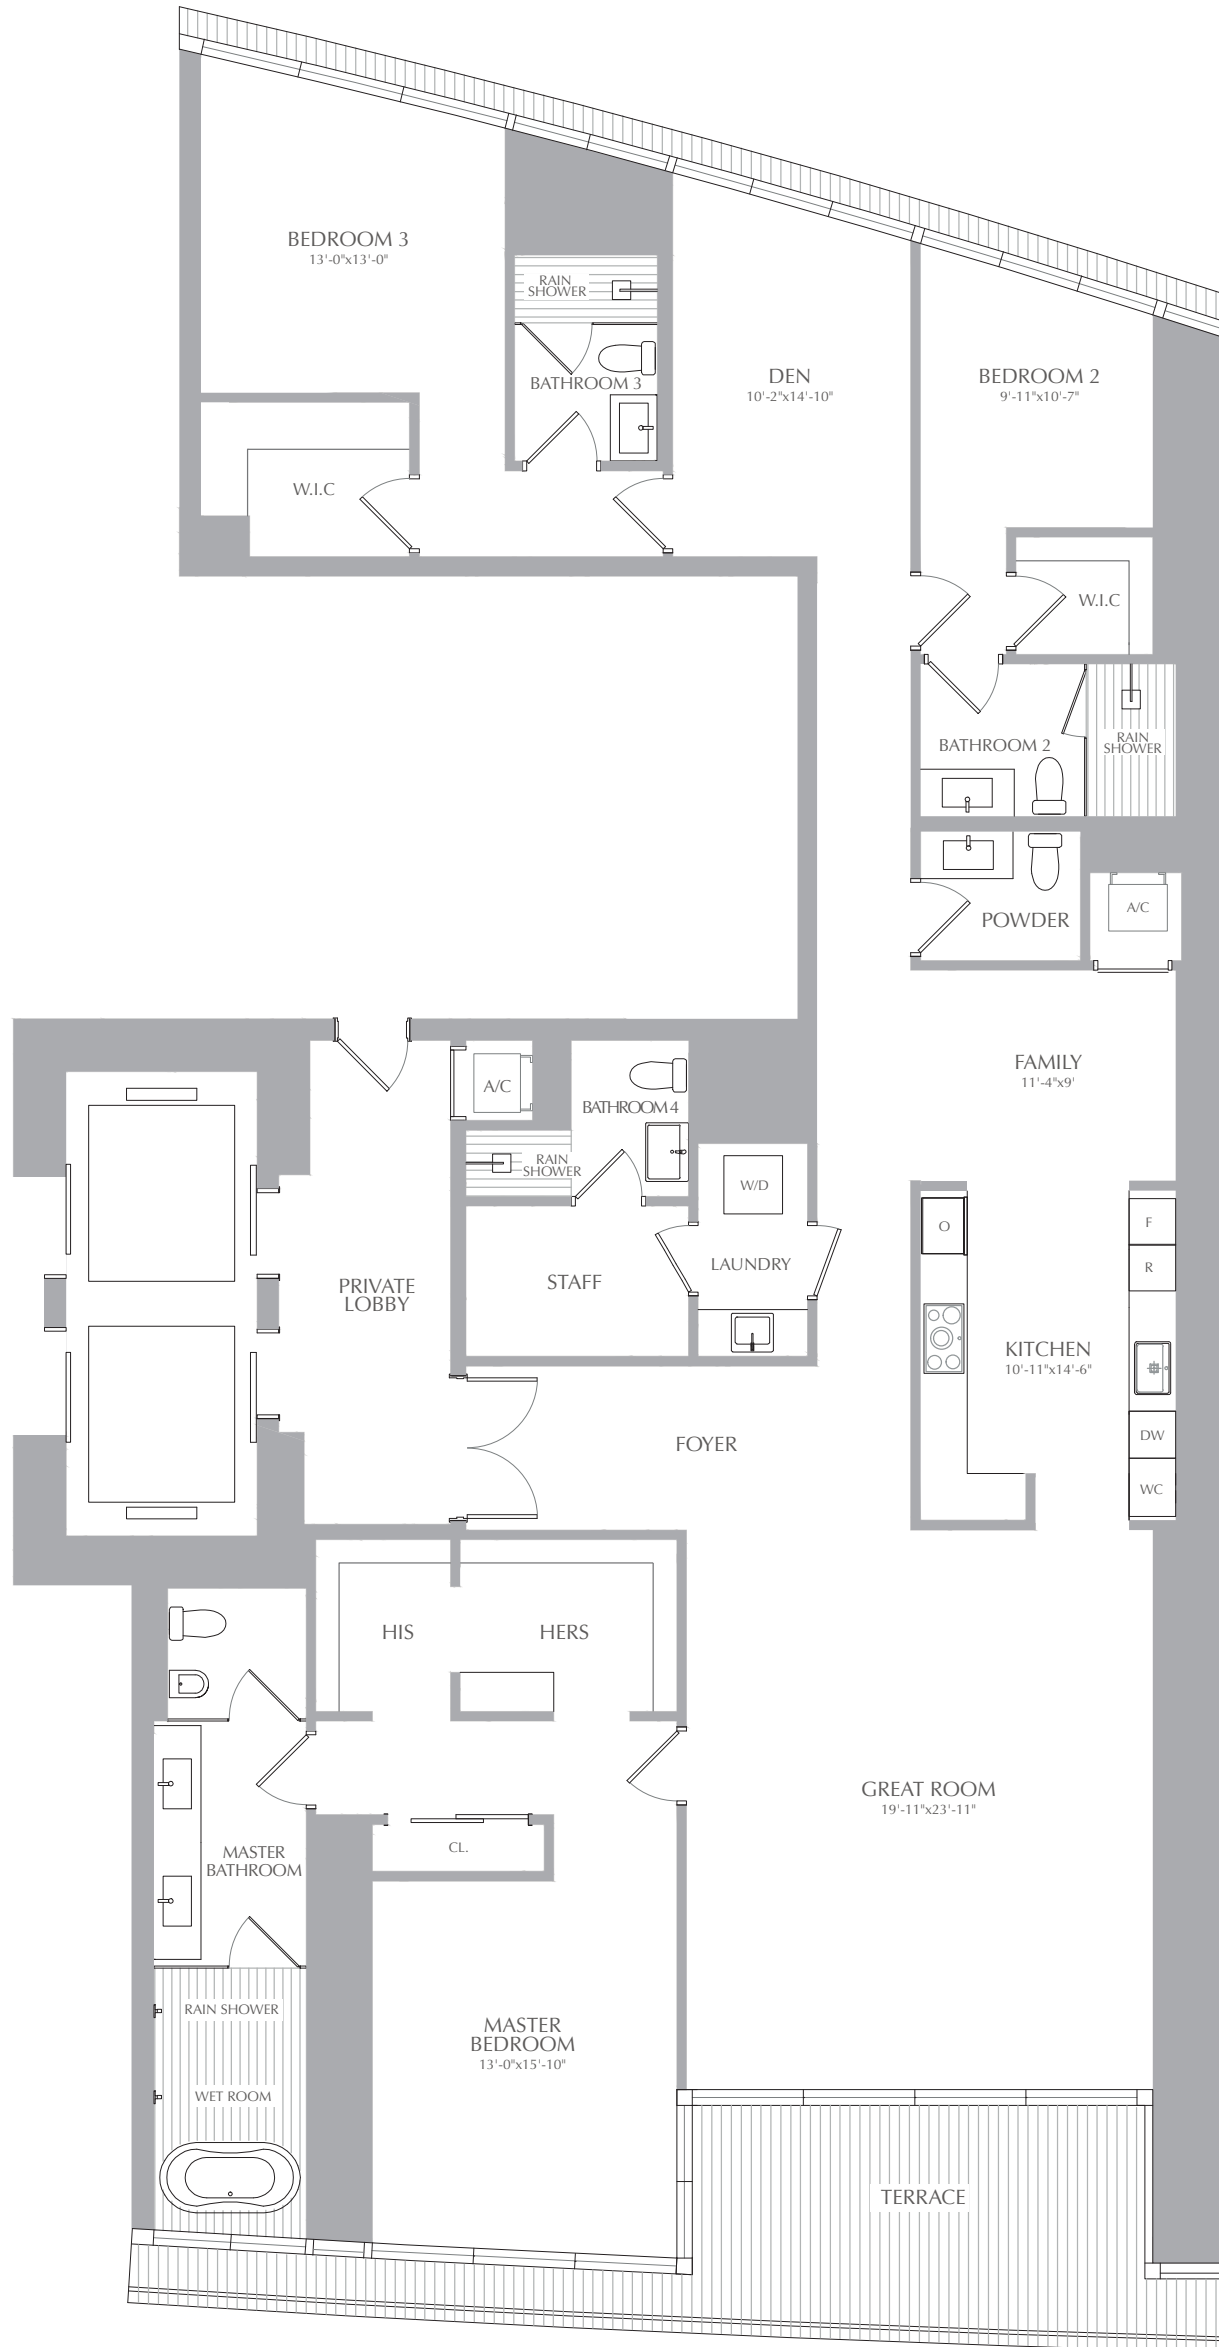 BEDROOM 3
13'-0"x13'-0"
RAIN
SHOWER
BATHROOM 3
DEN
10'-2"x14'-10"
BEDROOM 2
9'-11"x10'-7"
W.I.C
W.I.C
BATHROOM 2
RAIN
SHOWER
POWDER
A/C
FAMILY
11'-4"x9'
A/C
BATHROOM 4
RAIN
SHOWER
W/D
O
F
R
LAUNDRY
STAFF
PRIVATE
LOBBY
KITCHEN
10'-11"x14'-6"
FOYER
DW
WC
HIS
HERS
GREAT ROOM
19'-11"x23'-11"
CL.
MASTER
BATHROOM
RAIN SHOWER
MASTER
BEDROOM
13'-0"x15'-10"
WET ROOM
TERRACE